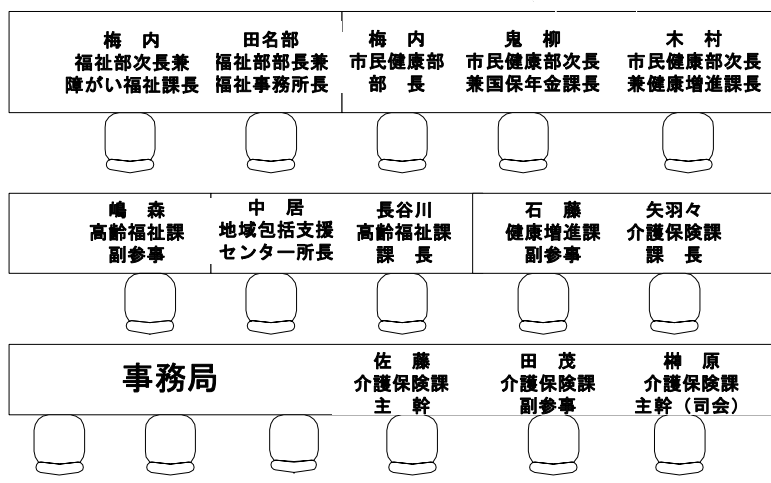 梅　内
福祉部次長兼
障がい福祉課長
田名部
福祉部部長兼
福祉事務所長
梅　内
市民健康部
部　長
鬼　柳
市民健康部次長
兼国保年金課長
木　村
市民健康部次長
兼健康増進課長
嶋　森
高齢福祉課
副参事
中　居
地域包括支援
センター所長
長谷川
高齢福祉課
課　長
石　藤
健康増進課
副参事
矢羽々
介護保険課
課　長
事務局
佐　藤
介護保険課
主　幹
田　茂
介護保険課
副参事
榊　原
介護保険課
主幹（司会）